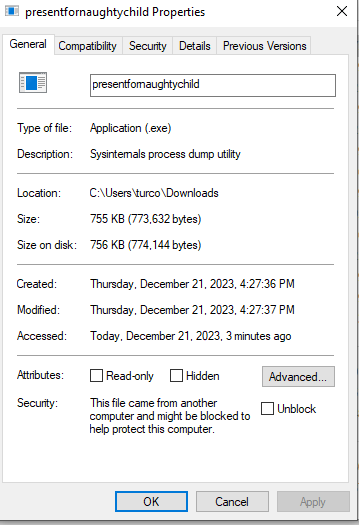 presentfornaughtychild Properties
General Compatibility Security Details Previous Versions
presentfornaughtychild
Type of file: Application (.exe)
Description: Sysinternals process dump utility
Location: C:\Users\turco\Downloads
Size: 755 KB (773,632 bytes)
Size on disk: 756 KB (774,144 bytes)
Created: Thursday, December 21, 2023, 4:27:36 PM
Modified: Thursday, December 21, 2023, 4:27:37 PM
Accessed: Today, December 21, 2023, 3 minutes ago
Attributes: Read-only Hidden Advanced...
Security: This file came from another
computer and might be blocked to
help protect this computer.
Unblock
OK Cancel Apply